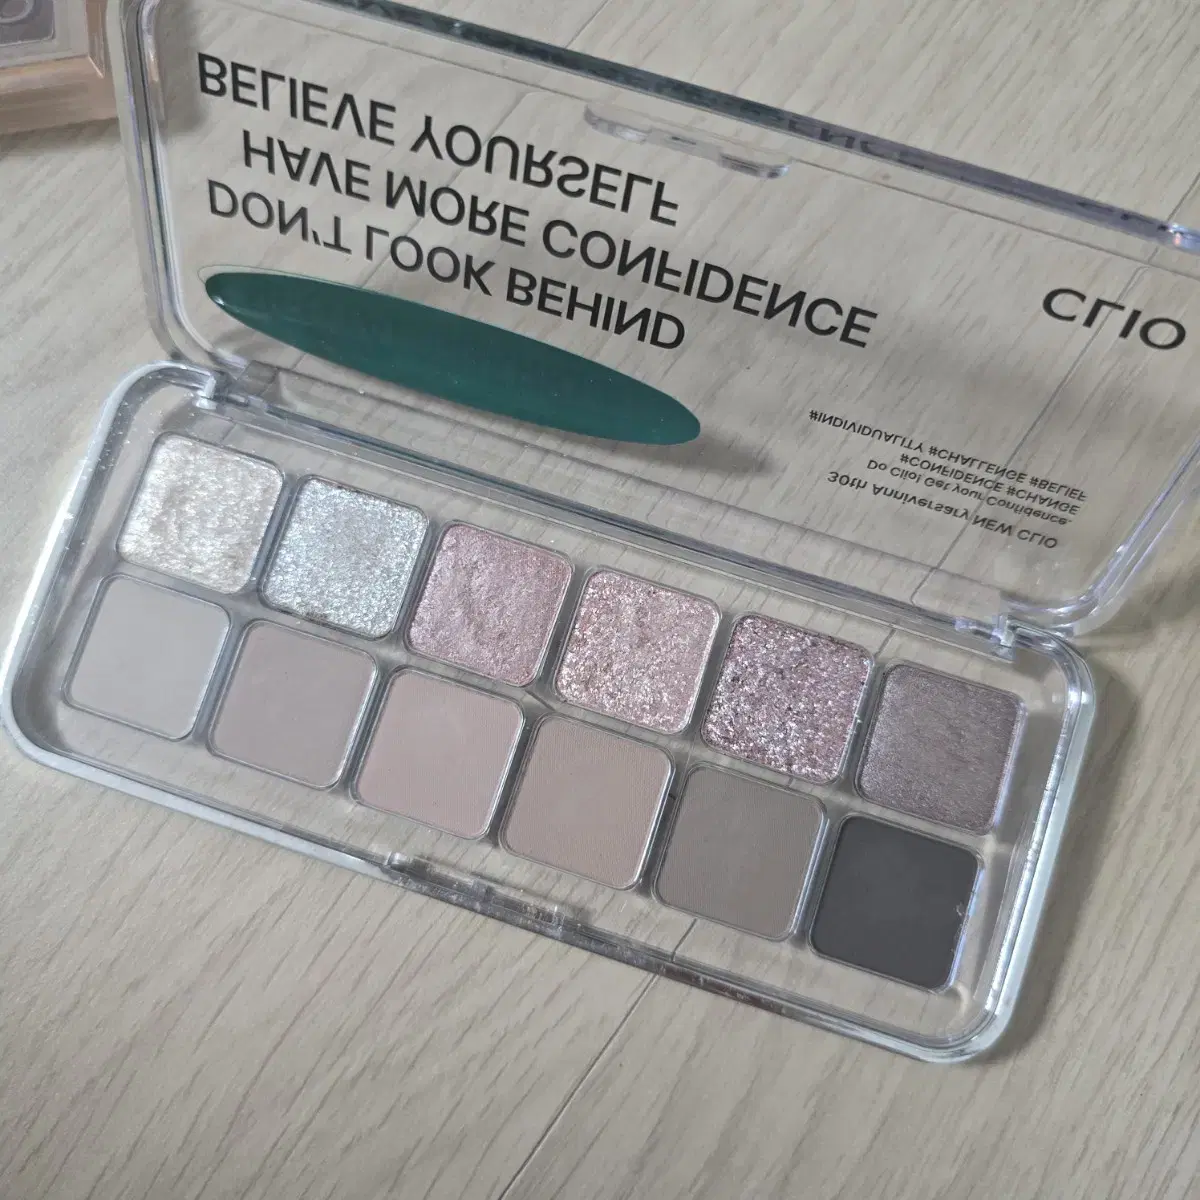 BELIEVE YOURSELF
HAVE MORE CONFIDENCE
DON'T LOOK BEHIND
CLIO
#INDIVIDUALITY #CHALLENGE #BELIEF
#CONFIDENCE #CHANGE
Do Clio! Get your Confidence.
30th Anniversary NEW CLIO